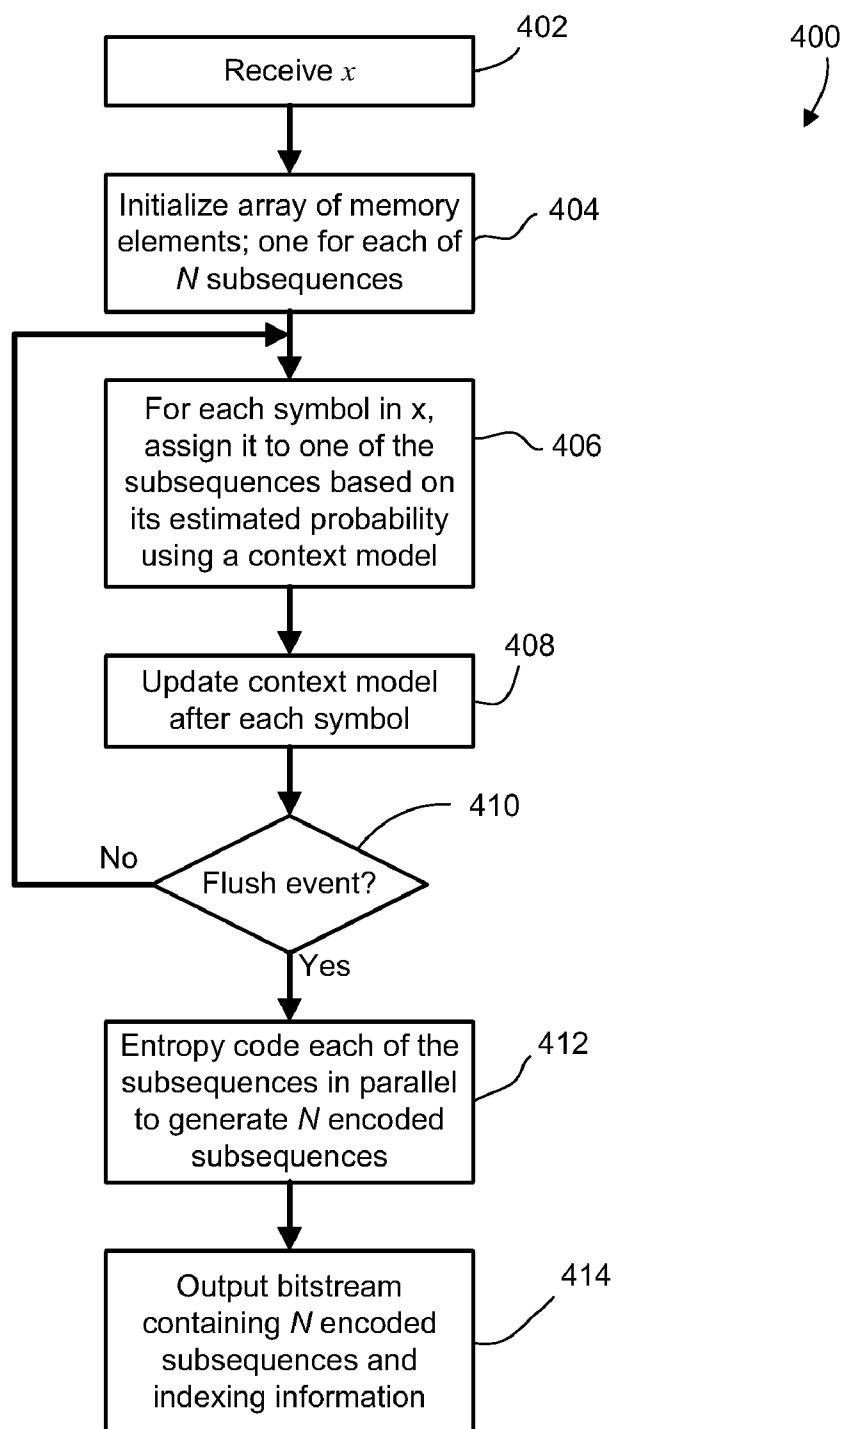 402
400
Receive x
Initialize array of memory
elements; one for each of
N subsequences
404
For each symbol in x,
assign it to one of the
subsequences based on
its estimated probability
using a context model
406
Update context model
after each symbol
408
410
No
Flush event?
Yes
Entropy code each of the
subsequences in parallel
to generate N encoded
subsequences
412
Output bitstream
containing N encoded
subsequences and
indexing information
414